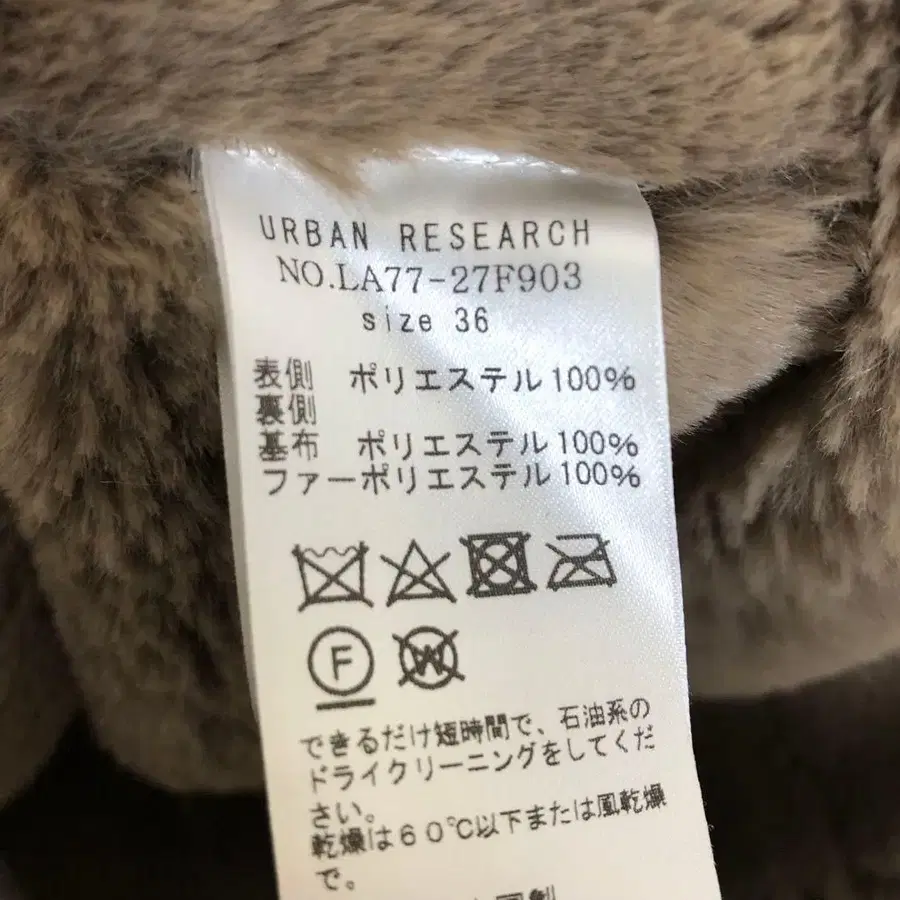 URBAN RESEARCH
NO.LA77-27F903
size 36
表側 ポリエステル100%
裏側
基布 ポリエステル100%
ファーポリエステル100%
F
W
できるだけ短時間で、石油系の
ドライクリーニングをしてくだ
さい。
乾燥は60℃以下または風乾燥
で。